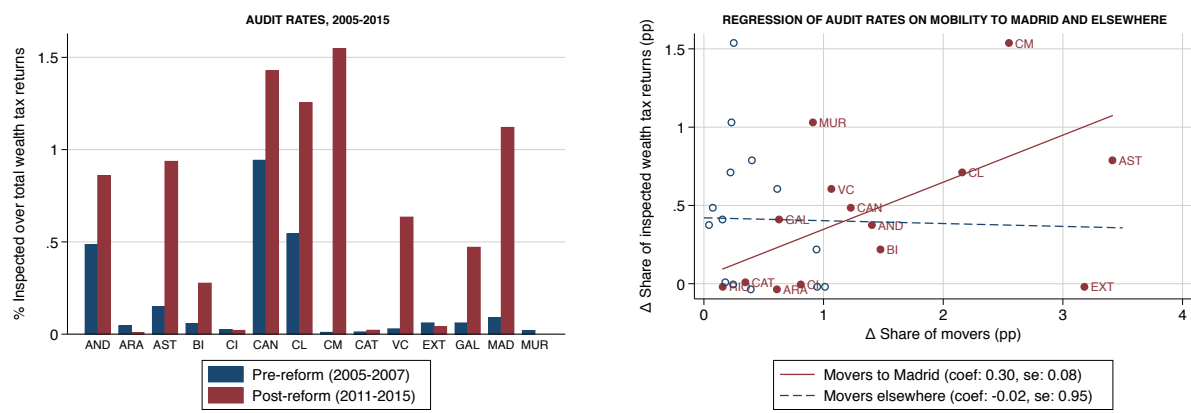 AUDIT RATES, 2005-2015
% Inspected over total wealth tax returns
1.5
1
.5
0
AND ARA AST BI CI CAN CL CM CAT VC EXT GAL MAD MUR
Pre-reform (2005-2007)
Post-reform (2011-2015)
REGRESSION OF AUDIT RATES ON MOBILITY TO MADRID AND ELSEWHERE
Δ Share of inspected wealth tax returns (pp)
1.5
1
.5
0
CM
MUR
AST
CL
VC
CAN
GAL
AND
BI
RIO
CAT
ARA
CI
EXT
0 1 2 3 4
Δ Share of movers (pp)
Movers to Madrid (coef: 0.30, se: 0.08)
Movers elsewhere (coef: -0.02, se: 0.95)